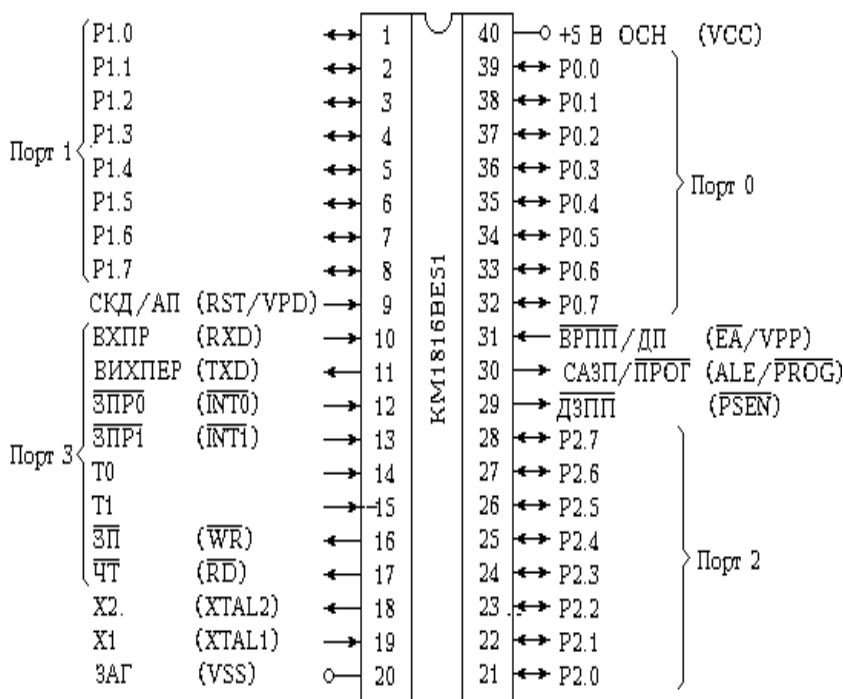 P1.0 1 40 +5 В ОСН (VCC)
P1.1 2 39 P0.0
P1.2 3 38 P0.1
P1.3 4 37 P0.2
Порт 1
P1.4 5 36 P0.3
Порт 0
P1.5 6 35 P0.4
P1.6 7 34 P0.5
P1.7 8 33 P0.6
СКД/АП (RST/VPD) 9 32 P0.7
ВХПР (RXD) 10 31 ВРПП/ДП (EA/VPP)
ВИХПЕР (TXD) 11 30 САЗП/ПРОГ (ALE/PROG)
ЗПР0 (INT0) 12 29 ДЗПП (PSEN)
ЗПР1 (INT1) 13 28 P2.7
Порт 3
T0 14 27 P2.6
T1 15 26 P2.5
ЗП (WR) 16 25 P2.4
ЧТ (RD) 17 24 P2.3
Порт 2
X2. (XTAL2) 18 23 P2.2
X1 (XTAL1) 19 22 P2.1
ЗАГ (VSS) 20 21 P2.0
КМ1816ВЕ51